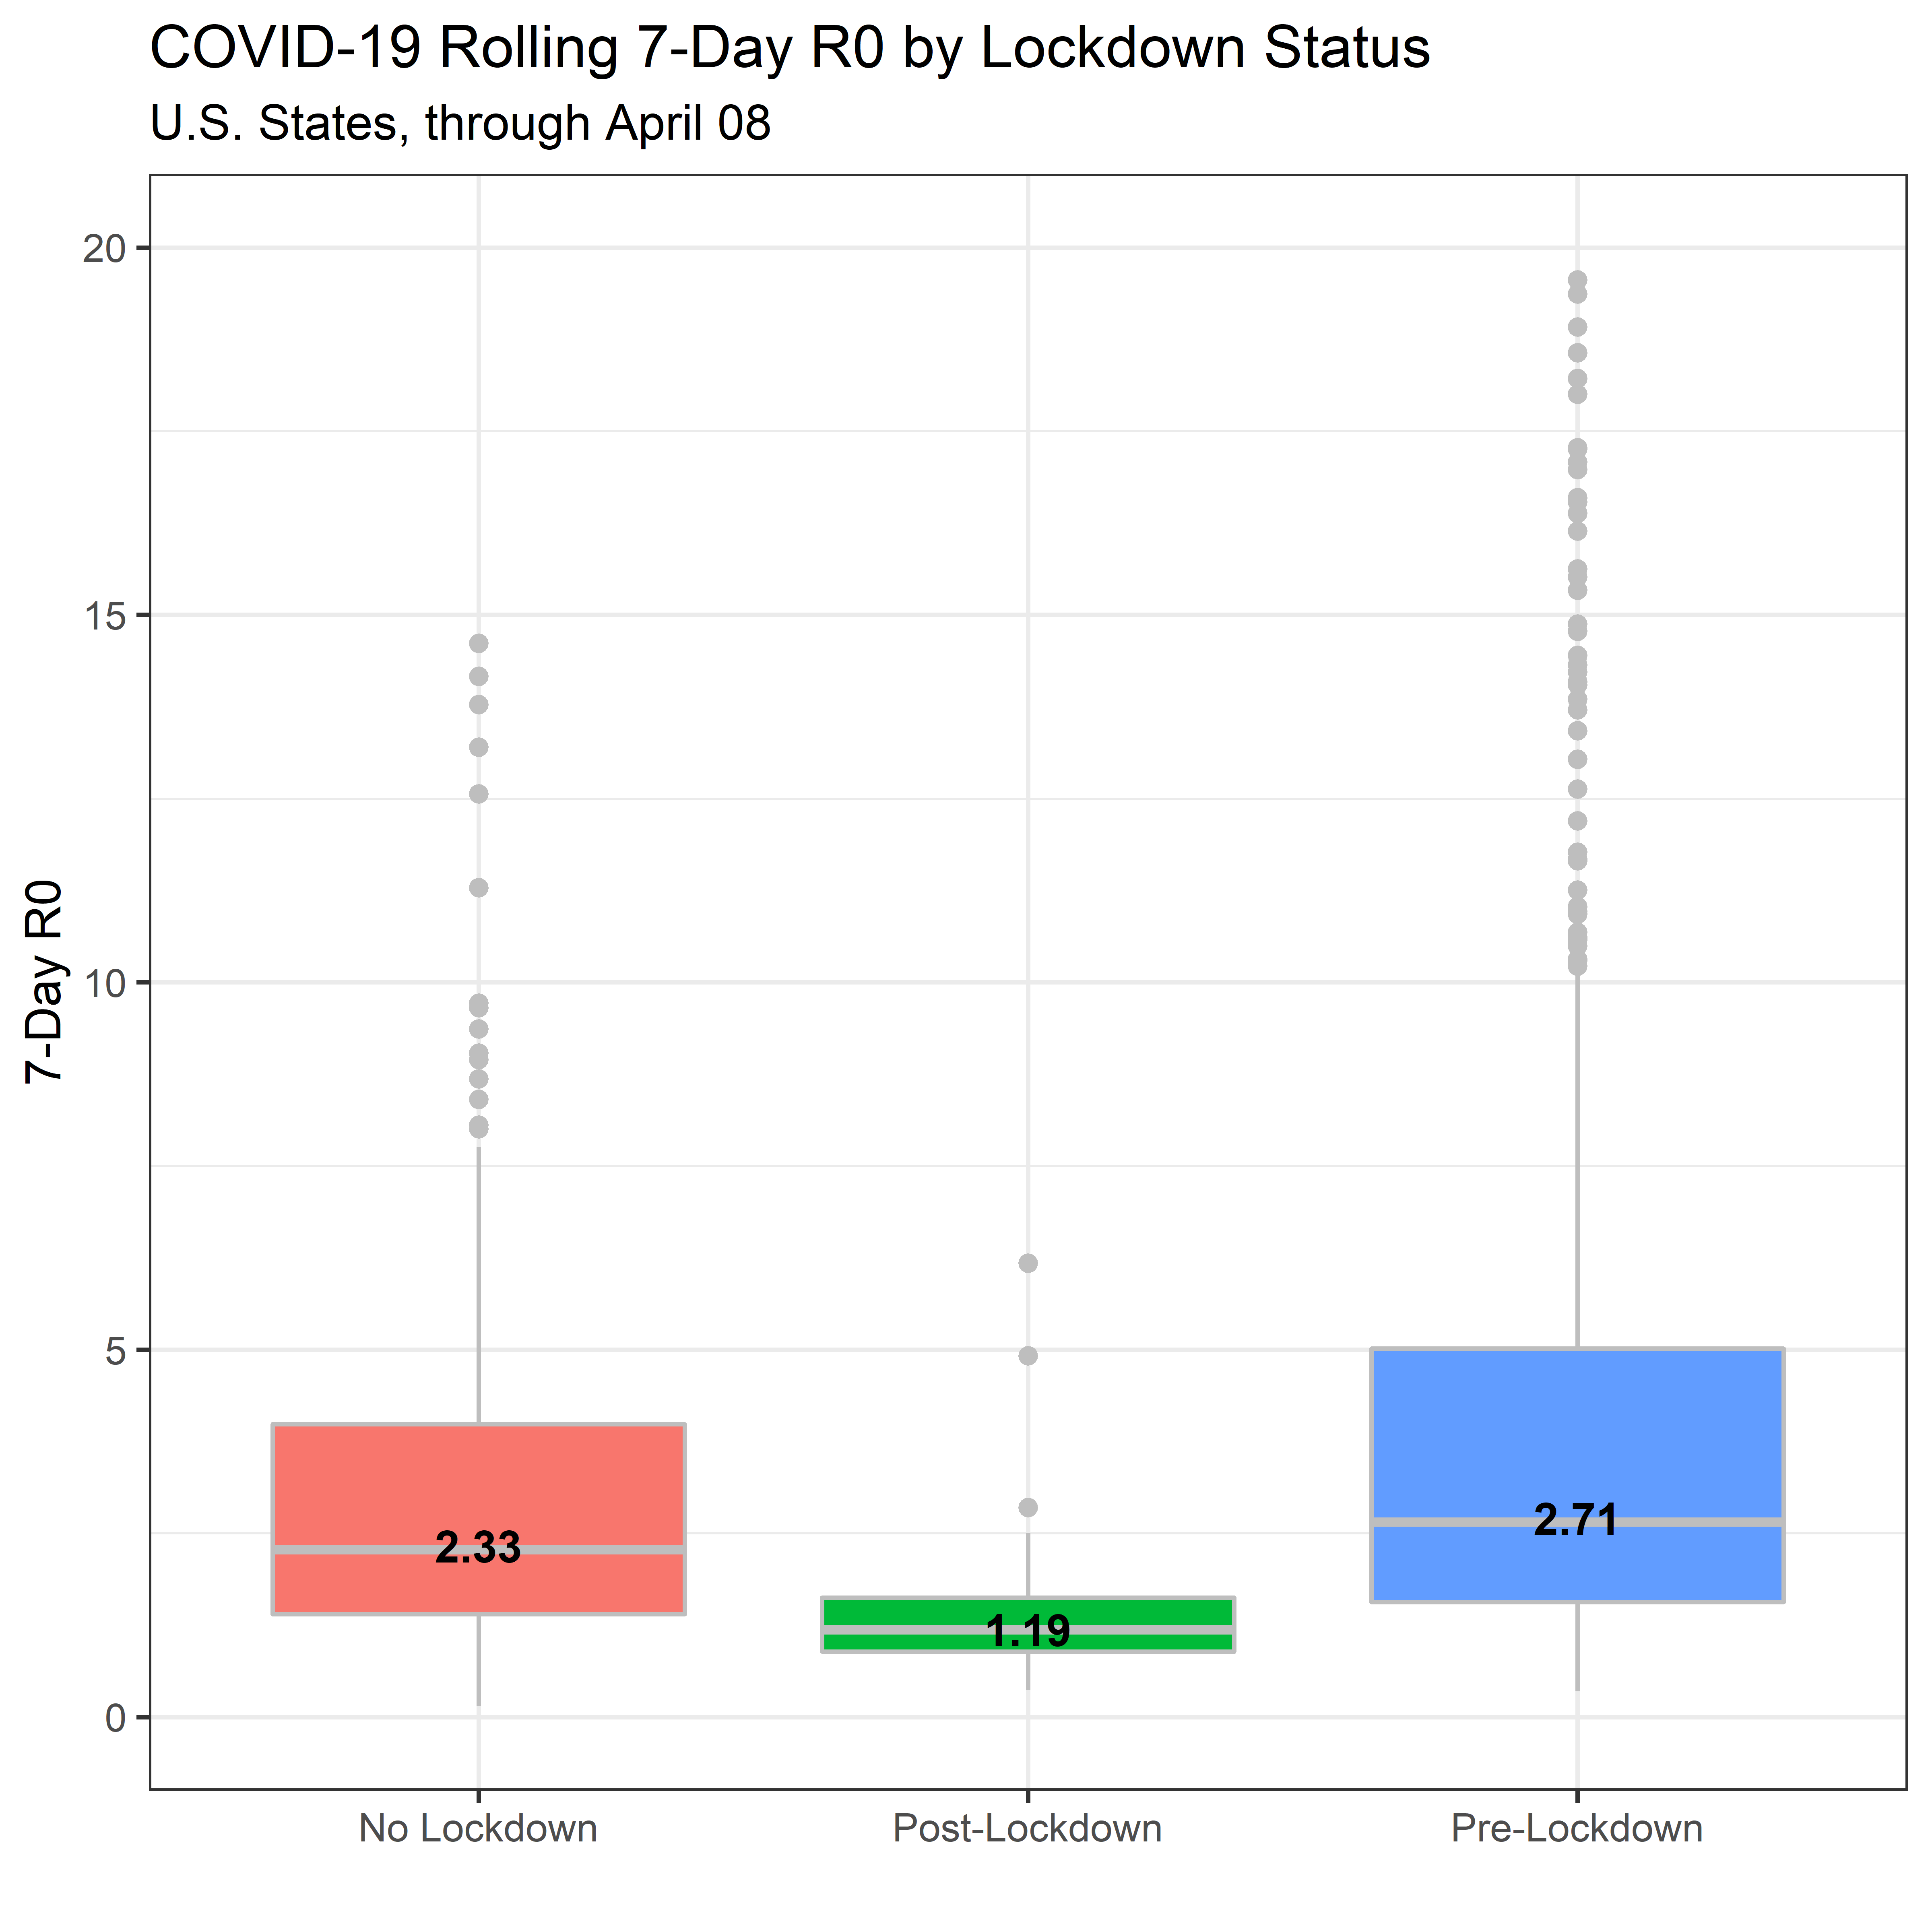 COVID-19 Rolling 7-Day R0 by Lockdown Status
U.S. States, through April 08
7-Day R0
20
15
10
5
0
2.33
1.19
2.71
No Lockdown
Post-Lockdown
Pre-Lockdown